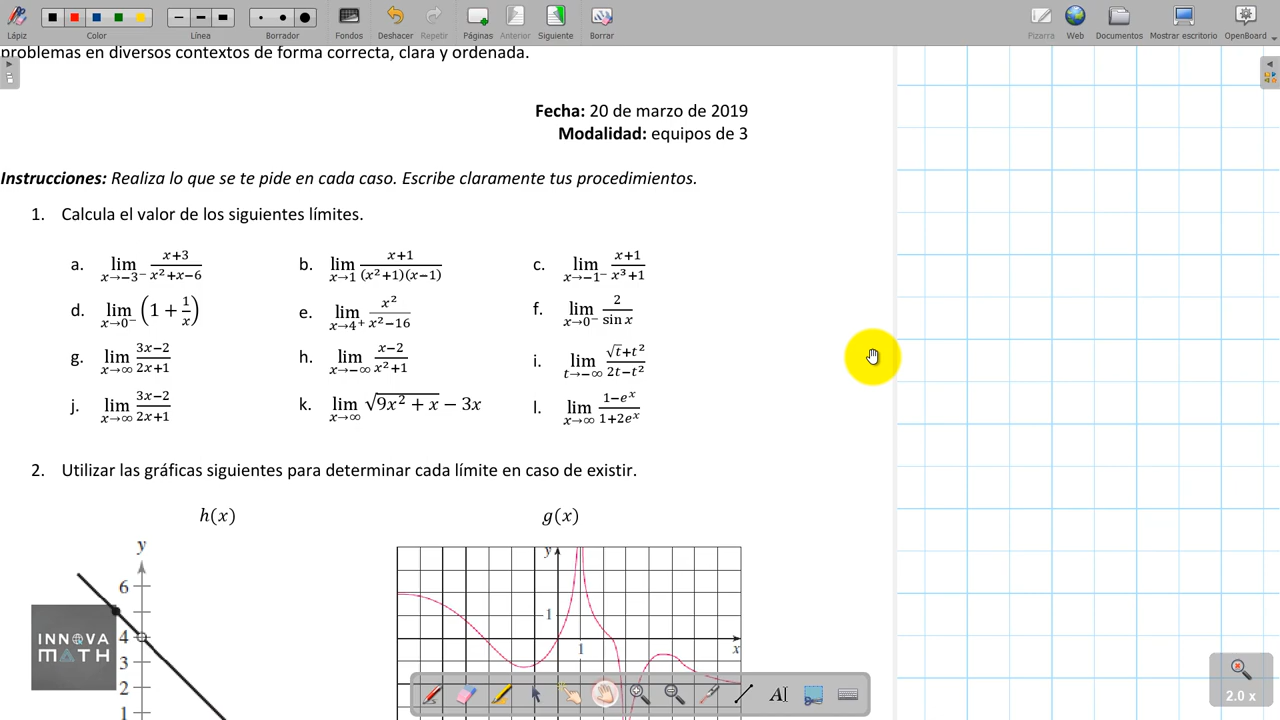 Lápiz Color Línea Borrador Fondos Deshacer Repetir Páginas Anterior Siguiente Borrar Pizarra Web Documentos Mostrar escritorio OpenBoard
problemas en diversos contextos de forma correcta, clara y ordenada.
Fecha: 20 de marzo de 2019
Modalidad: equipos de 3
Instrucciones: Realiza lo que se te pide en cada caso. Escribe claramente tus procedimientos.
1. Calcula el valor de los siguientes límites.
a. lim x→−3⁻ (x+3)/(x²+x−6) b. lim x→1 (x+1)/((x²+1)(x−1)) c. lim x→−1⁻ (x+1)/(x³+1)
d. lim x→0⁻ (1 + 1/x) e. lim x→4⁺ x²/(x²−16) f. lim x→0⁻ 2/sin x
g. lim x→∞ (3x−2)/(2x+1) h. lim x→−∞ (x−2)/(x²+1) i. lim t→−∞ (√t+t²)/(2t−t²)
j. lim x→∞ (3x−2)/(2x+1) k. lim x→∞ √(9x² + x) − 3x l. lim x→∞ (1−eˣ)/(1+2eˣ)
2. Utilizar las gráficas siguientes para determinar cada límite en caso de existir.
h(x) g(x)
y
6
4
3
2
1
y
1
1
x
INNOVA
MATH
AI
2.0 x